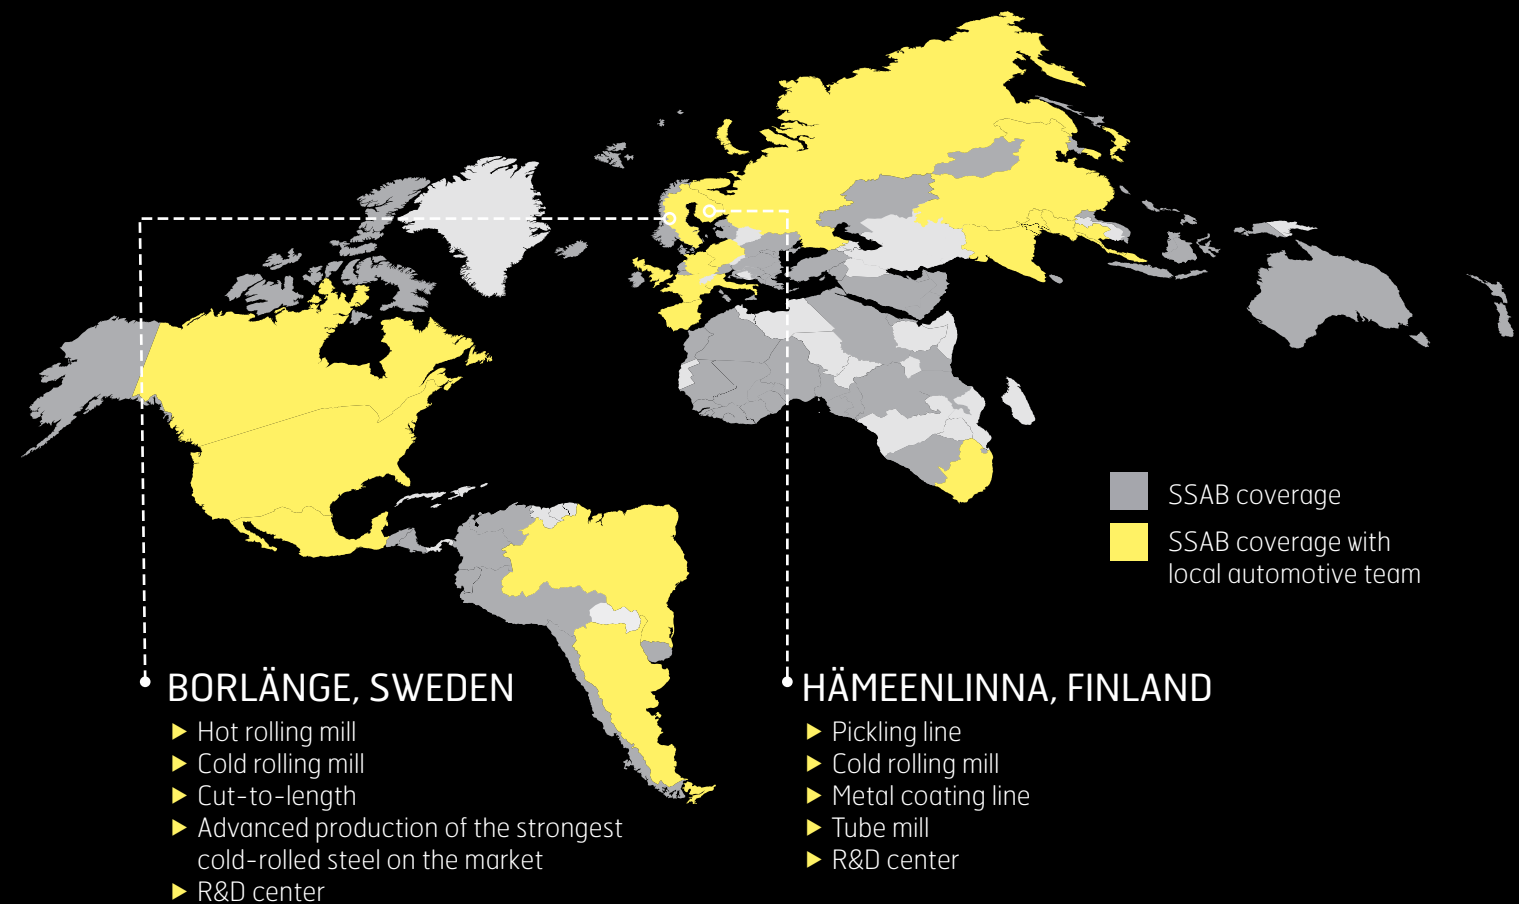 SSAB coverage
SSAB coverage with
local automotive team
BORLÄNGE, SWEDEN
Hot rolling mill
Cold rolling mill
Cut-to-length
Advanced production of the strongest
cold-rolled steel on the market
R&D center
HÄMEENLINNA, FINLAND
Pickling line
Cold rolling mill
Metal coating line
Tube mill
R&D center